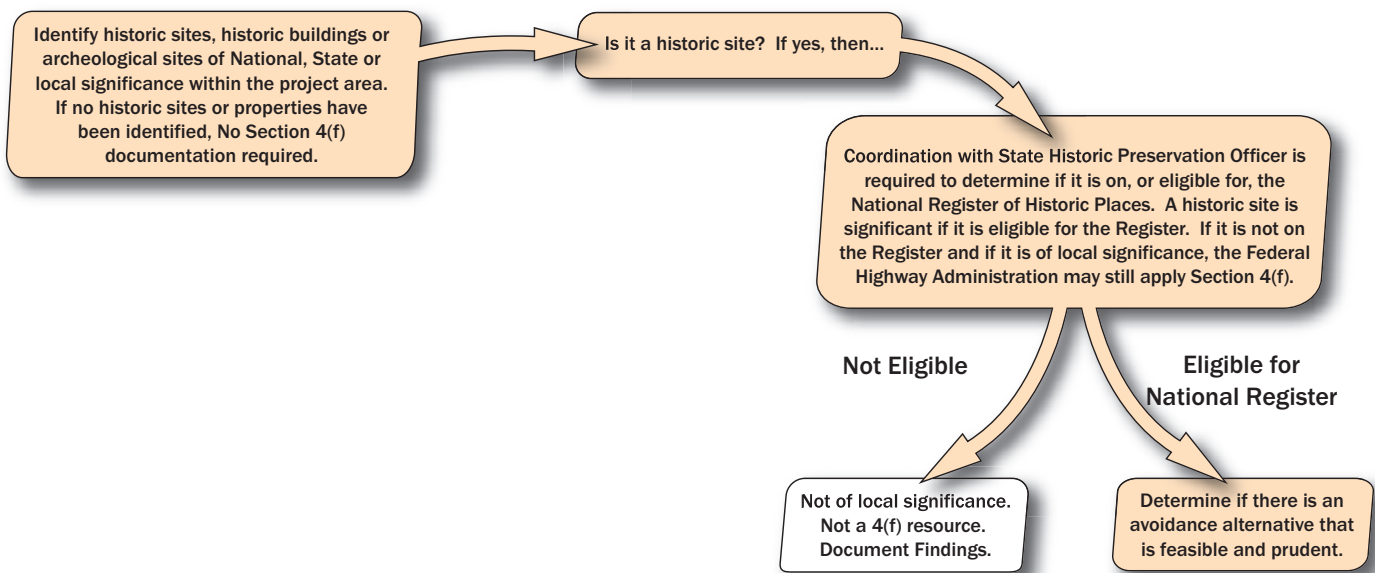 Identify historic sites, historic buildings or
archeological sites of National, State or
local significance within the project area.
If no historic sites or properties have
been identified, No Section 4(f)
documentation required.
Is it a historic site? If yes, then...
Coordination with State Historic Preservation Officer is
required to determine if it is on, or eligible for, the
National Register of Historic Places. A historic site is
significant if it is eligible for the Register. If it is not on
the Register and if it is of local significance, the Federal
Highway Administration may still apply Section 4(f).
Not Eligible
Eligible for
National Register
Not of local significance.
Not a 4(f) resource.
Document Findings.
Determine if there is an
avoidance alternative that
is feasible and prudent.